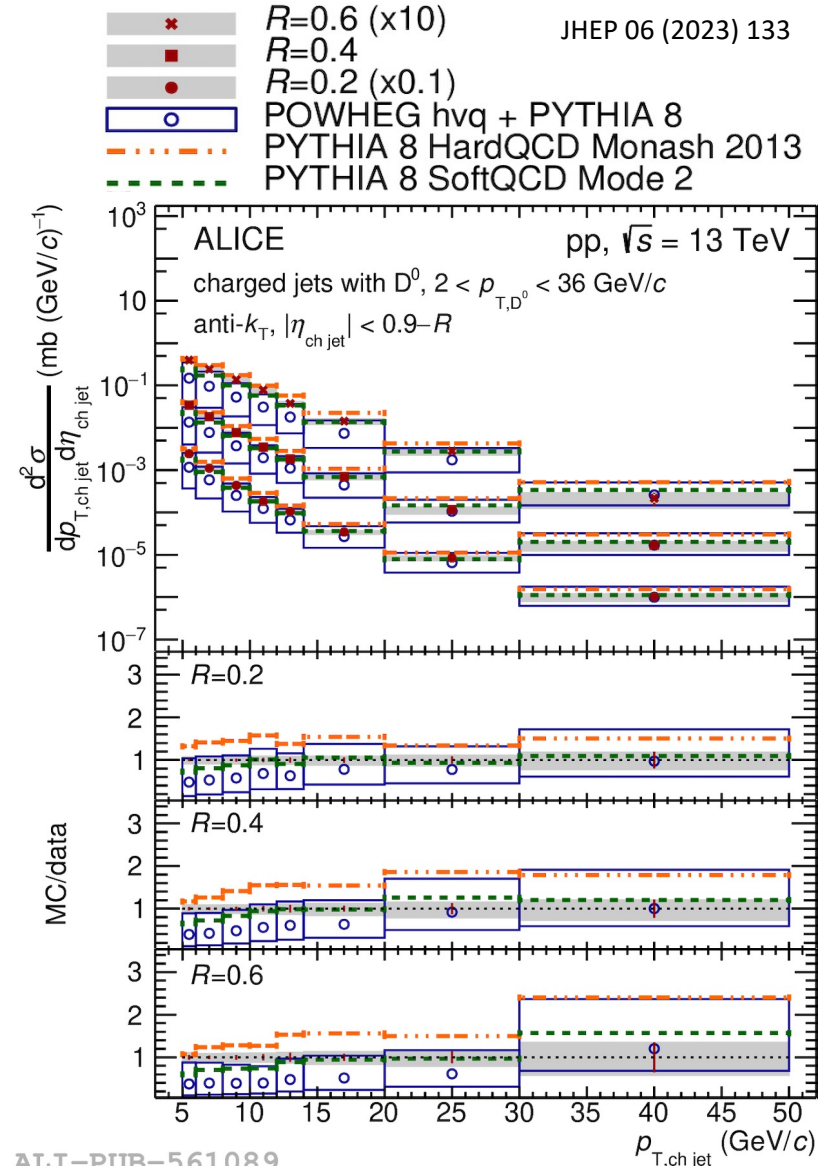 R=0.6 (x10)
JHEP 06 (2023) 133
R=0.4
R=0.2 (x0.1)
POWHEG hvq + PYTHIA 8
PYTHIA 8 HardQCD Monash 2013
PYTHIA 8 SoftQCD Mode 2
d²σ / dp_T,ch jet dη_ch jet (mb (GeV/c)⁻¹)
10³
10
10⁻¹
10⁻³
10⁻⁵
10⁻⁷
ALICE
pp, √s = 13 TeV
charged jets with D⁰, 2 < p_T,D⁰ < 36 GeV/c
anti-k_T, |η_ch jet| < 0.9–R
MC/data
R=0.2
3
2
1
R=0.4
3
2
1
R=0.6
3
2
1
5 10 15 20 25 30 35 40 45 50
p_T,ch jet (GeV/c)
ALI-PUB-561089